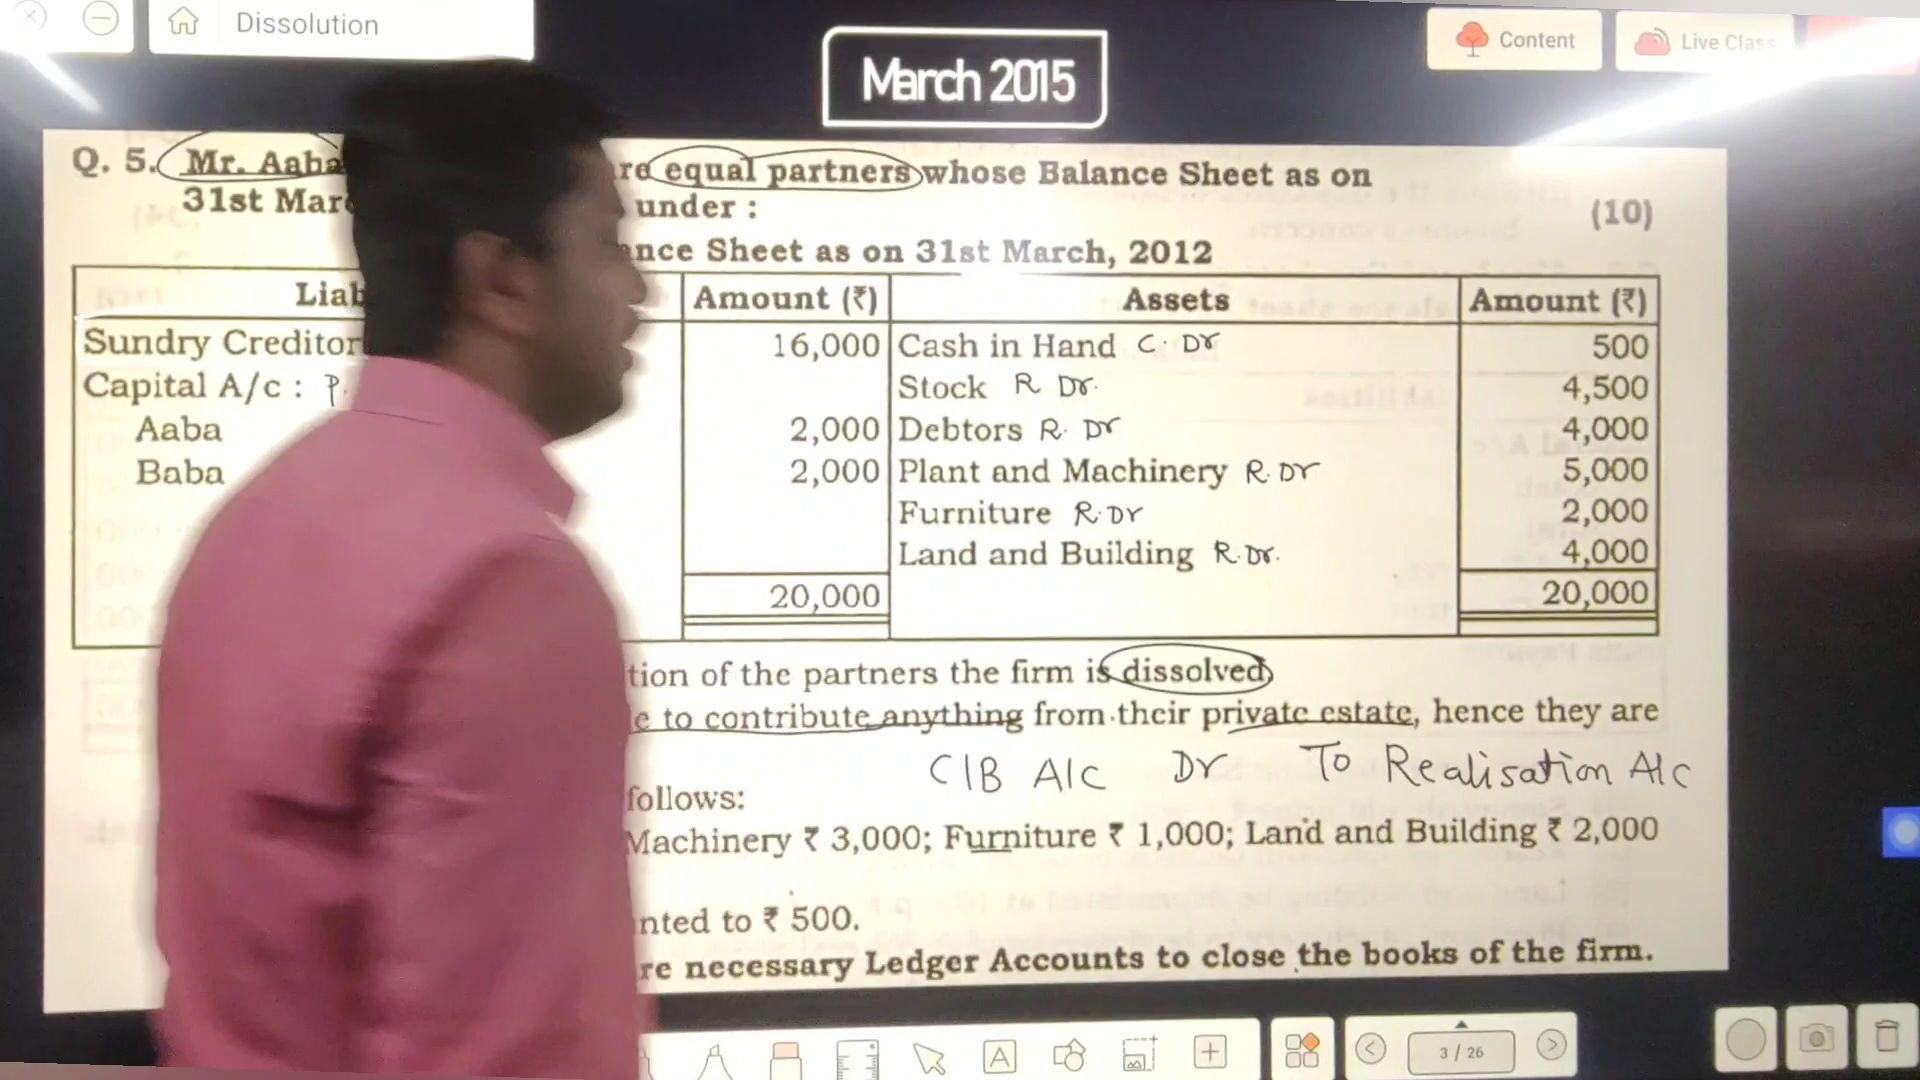 Dissolution
March 2015
Content
Live Class
Q. 5. Mr. Aaba re equal partners whose Balance Sheet as on
31st Mar under : (10)
nce Sheet as on 31st March, 2012
Amount (₹) Assets Amount (₹)
Sundry Creditor 16,000 Cash in Hand C. Dr 500
Capital A/c : P. Stock R Dr. 4,500
Aaba 2,000 Debtors R. Dr 4,000
Baba 2,000 Plant and Machinery R. Dr 5,000
Furniture R. Dr 2,000
Land and Building R. Dr. 4,000
20,000 20,000
tion of the partners the firm is dissolved
e to contribute anything from their private estate, hence they are
C/B A/c Dr To Realisation A/c
follows:
Machinery ₹ 3,000; Furniture ₹ 1,000; Land and Building ₹ 2,000
nted to ₹ 500.
re necessary Ledger Accounts to close the books of the firm.
A
3 / 26